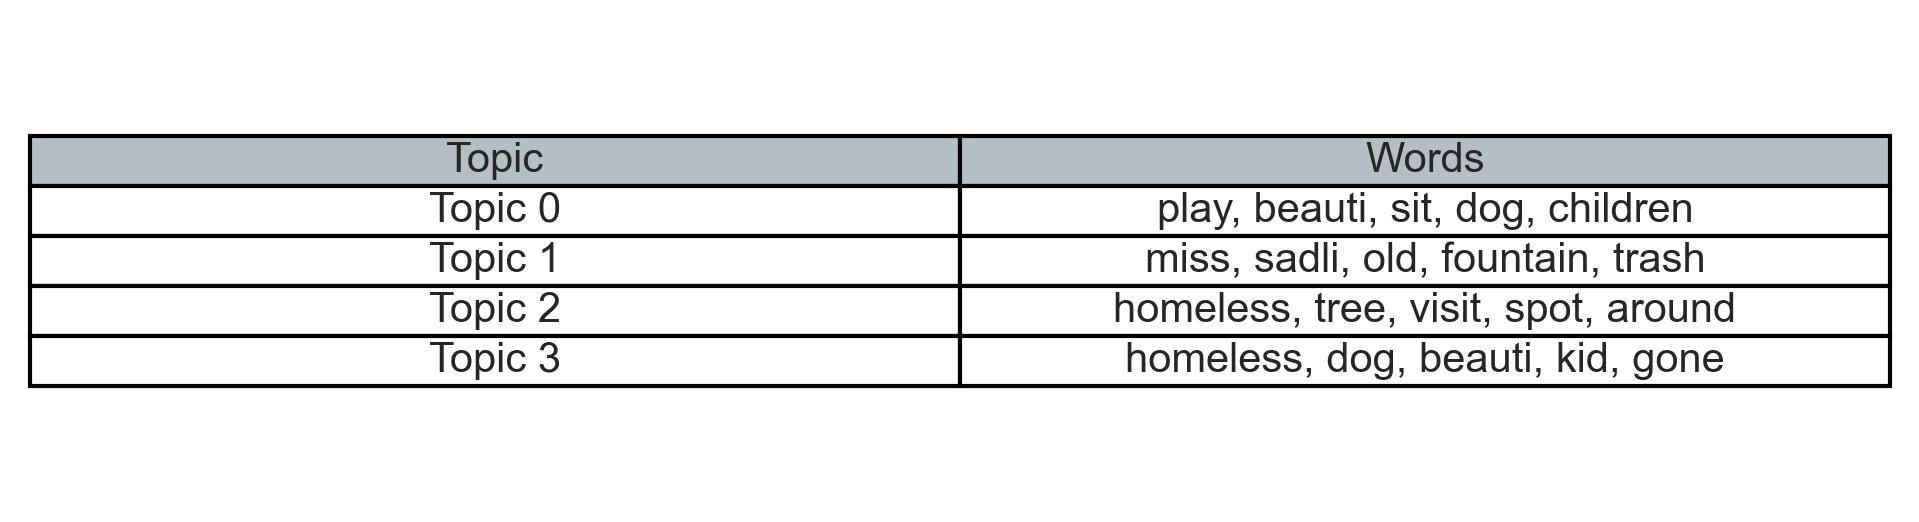 Topic Words
Topic 0 play, beauti, sit, dog, children
Topic 1 miss, sadli, old, fountain, trash
Topic 2 homeless, tree, visit, spot, around
Topic 3 homeless, dog, beauti, kid, gone